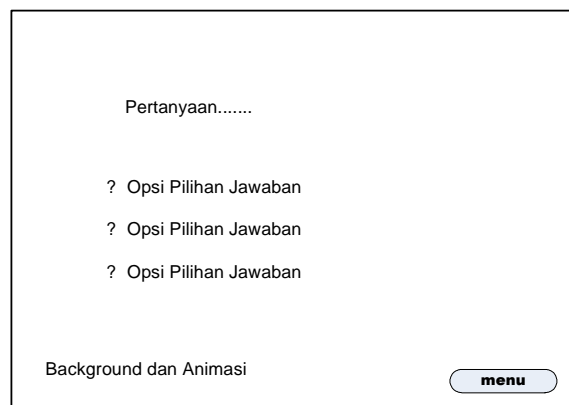 Pertanyaan.......
? Opsi Pilihan Jawaban
? Opsi Pilihan Jawaban
? Opsi Pilihan Jawaban
Background dan Animasi
menu